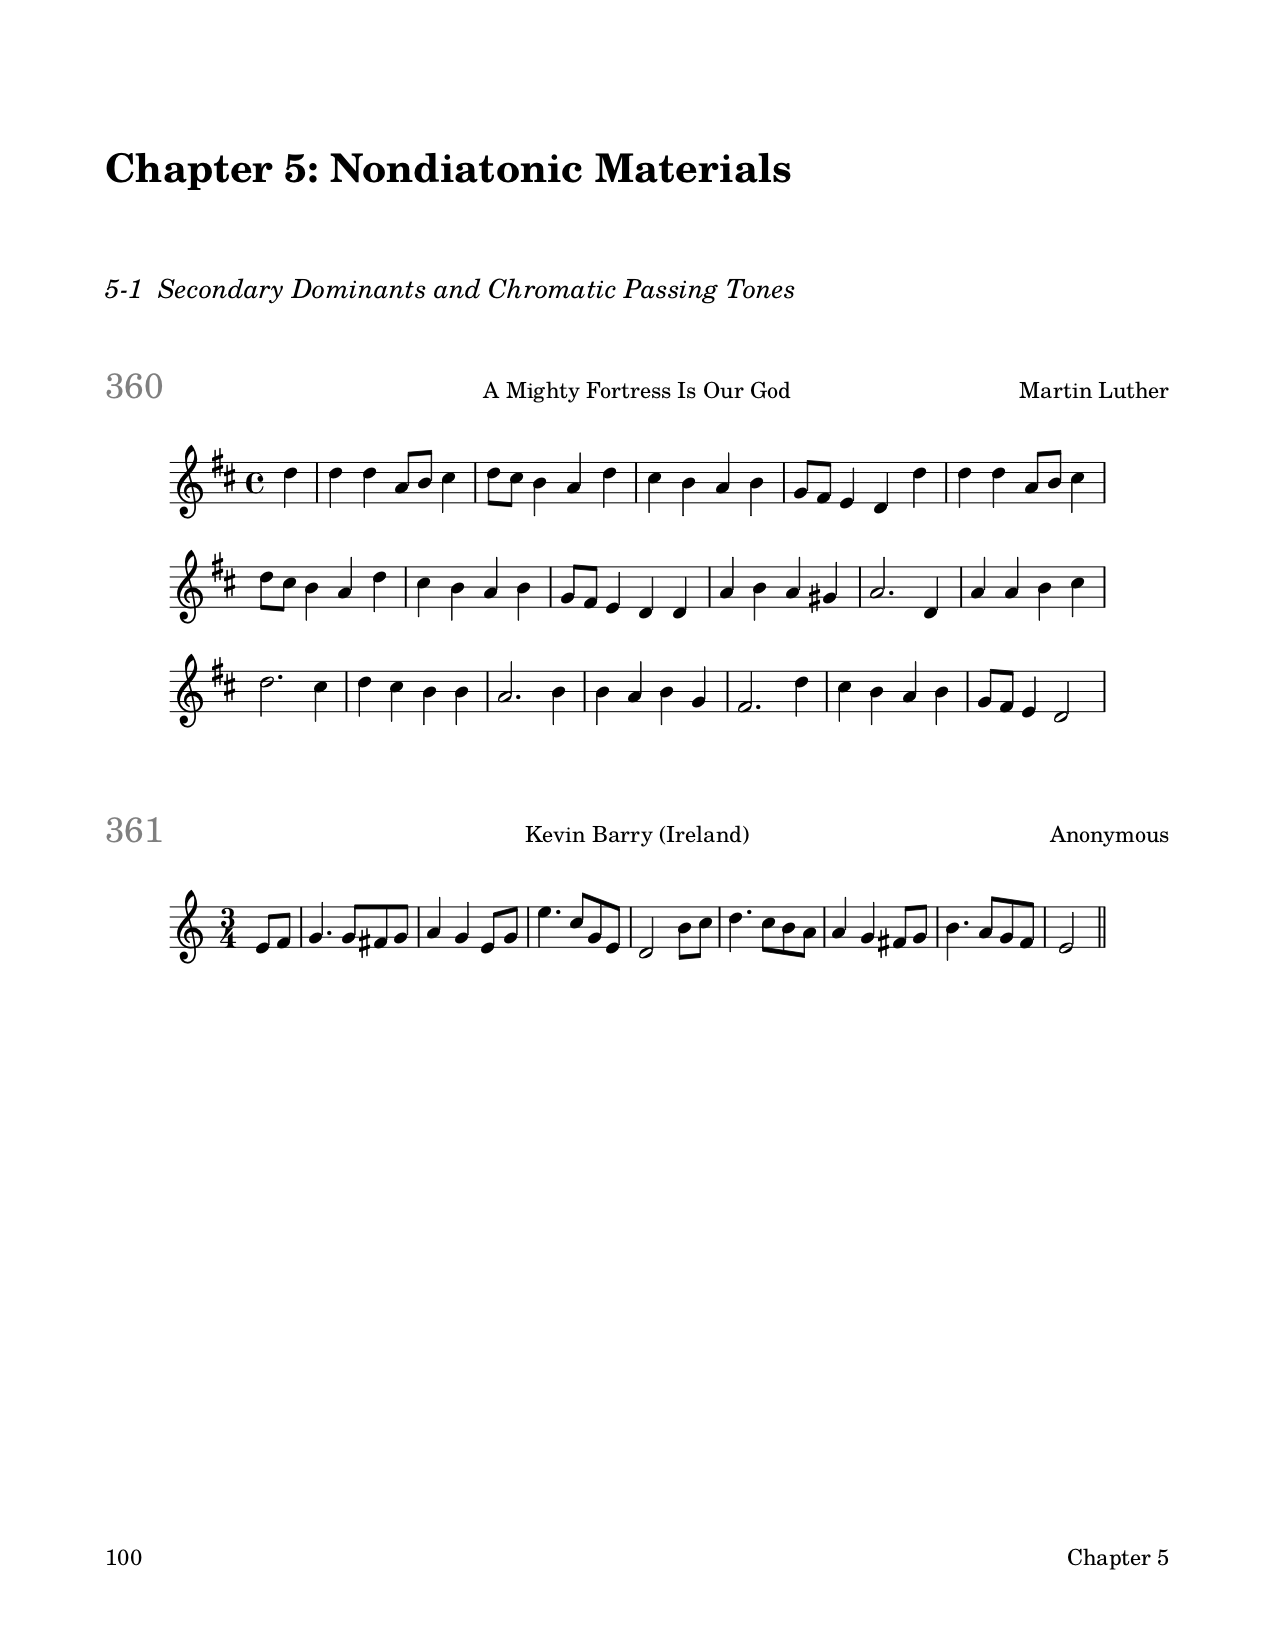 Chapter 5: Nondiatonic Materials
5-1 Secondary Dominants and Chromatic Passing Tones
360 A Mighty Fortress Is Our God Martin Luther
361 Kevin Barry (Ireland) Anonymous
3
4
100 Chapter 5